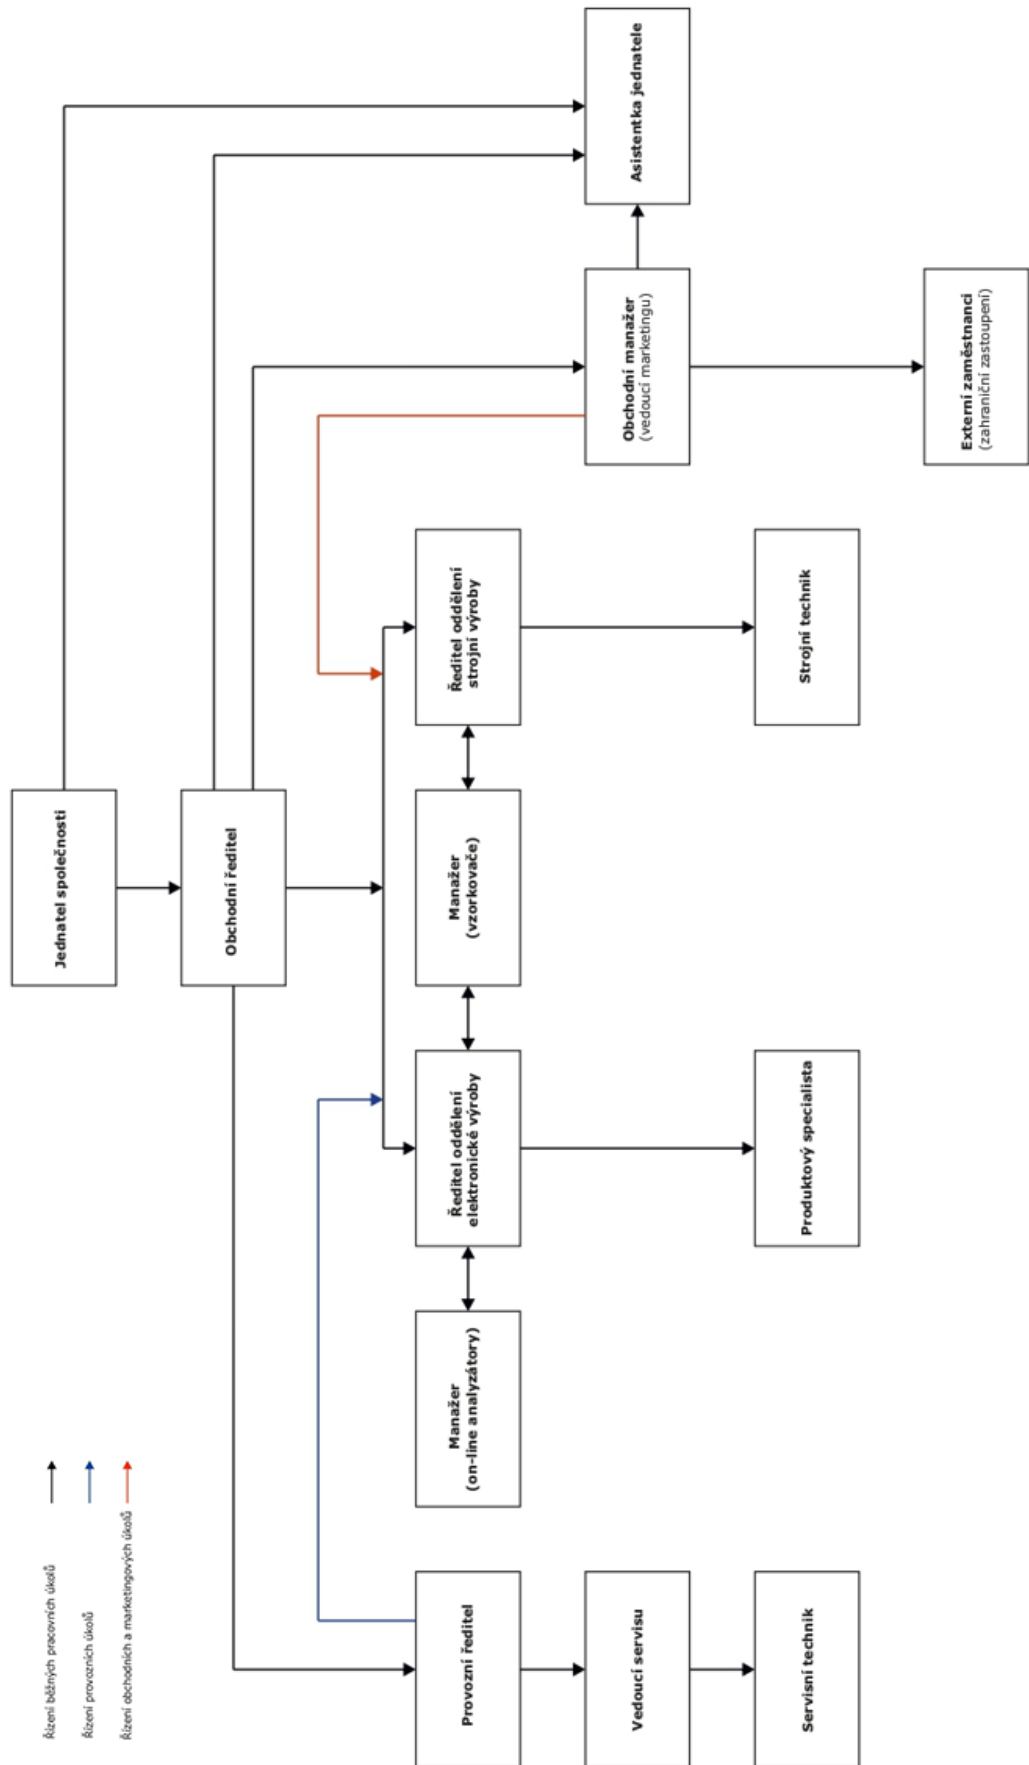 Řízení běžných pracovních úkolů
Řízení provozních úkolů
Řízení obchodních a marketingových úkolů
Jednatel společnosti
Obchodní ředitel
Provozní ředitel
Manažer
(on-line analyzátory)
Ředitel oddělení
elektronické výroby
Manažer
(vzorkovače)
Ředitel oddělení
strojní výroby
Vedoucí servisu
Obchodní manažer
(vedoucí marketingu)
Asistentka jednatele
Servisní technik
Produktový specialista
Strojní technik
Externí zaměstnanci
(zahraniční zastoupení)